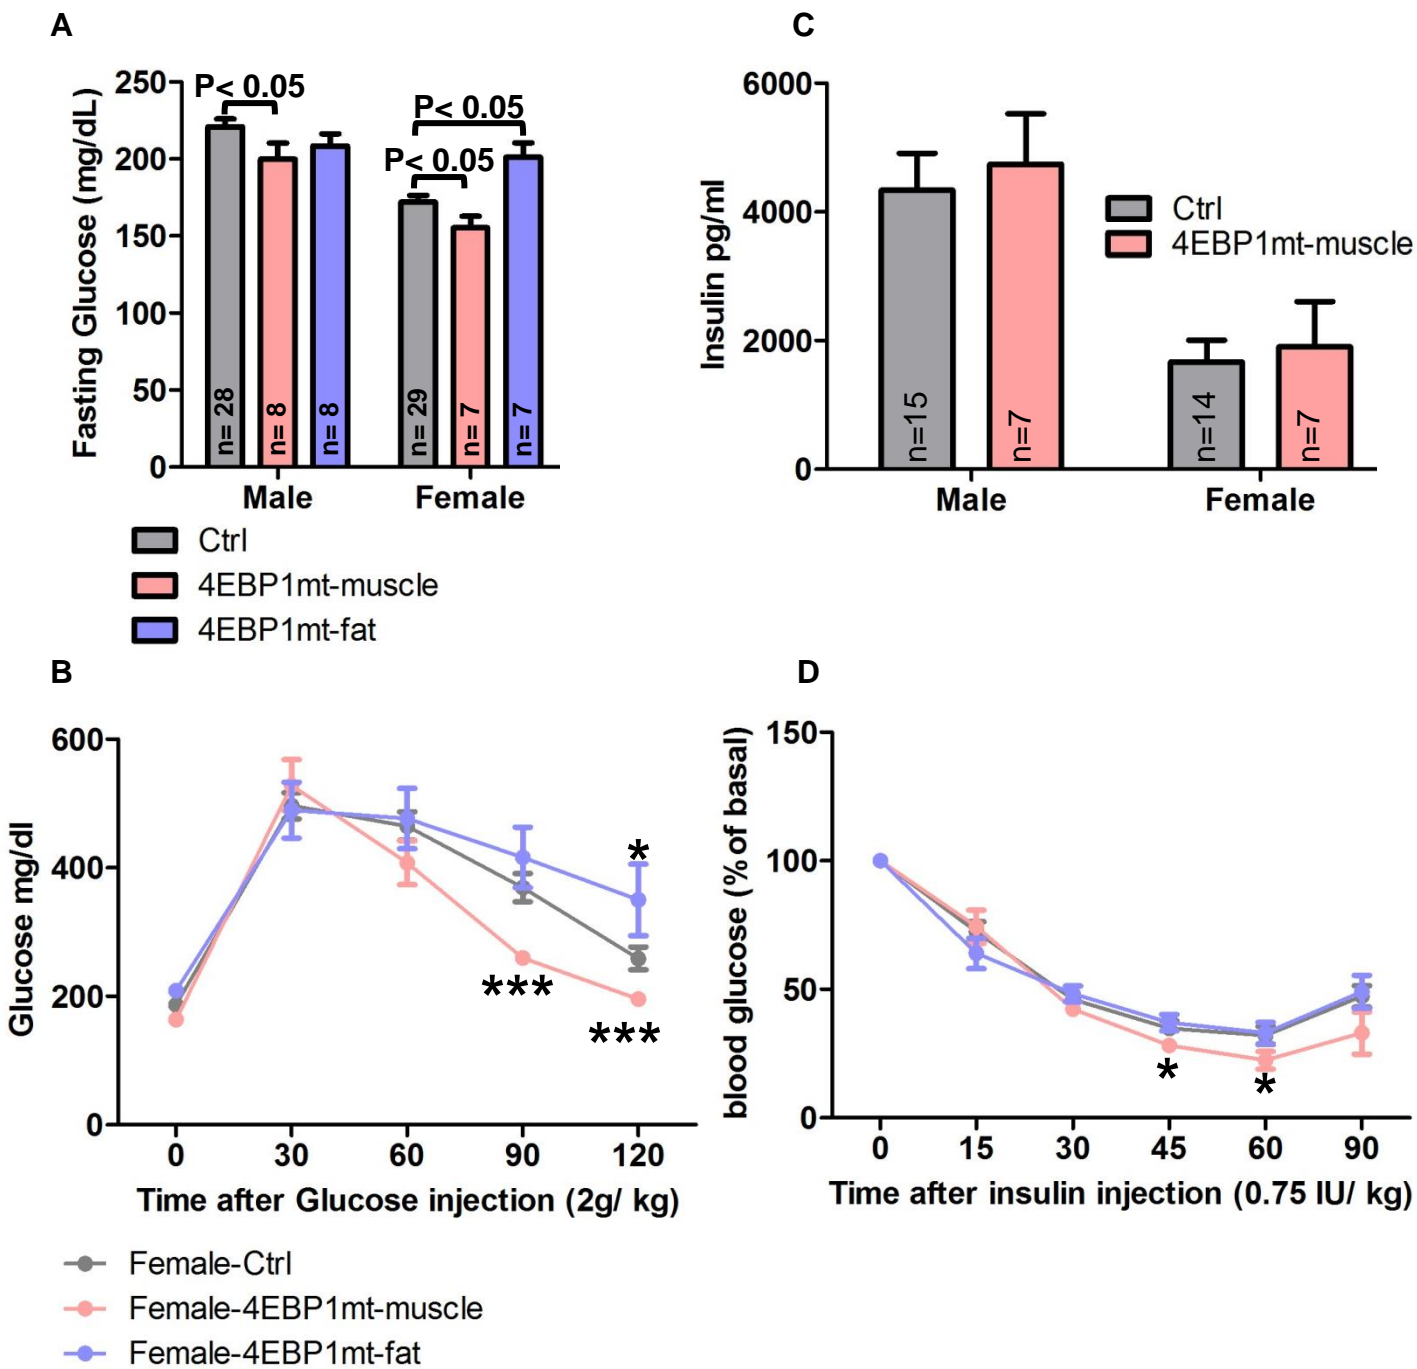 A
Fasting Glucose (mg/dL)
250
200
150
100
50
0
P< 0.05
P< 0.05
P< 0.05
n= 28
n= 8
n= 8
n= 29
n= 7
n= 7
Male
Female
Ctrl
4EBP1mt-muscle
4EBP1mt-fat
C
Insulin pg/ml
6000
4000
2000
0
n=15
n=7
n=14
n=7
Ctrl
4EBP1mt-muscle
Male
Female
B
Glucose mg/dl
600
400
200
0
*
***
***
0 30 60 90 120
Time after Glucose injection (2g/ kg)
Female-Ctrl
Female-4EBP1mt-muscle
Female-4EBP1mt-fat
D
blood glucose (% of basal)
150
100
50
0
*
*
0 15 30 45 60 90
Time after insulin injection (0.75 IU/ kg)